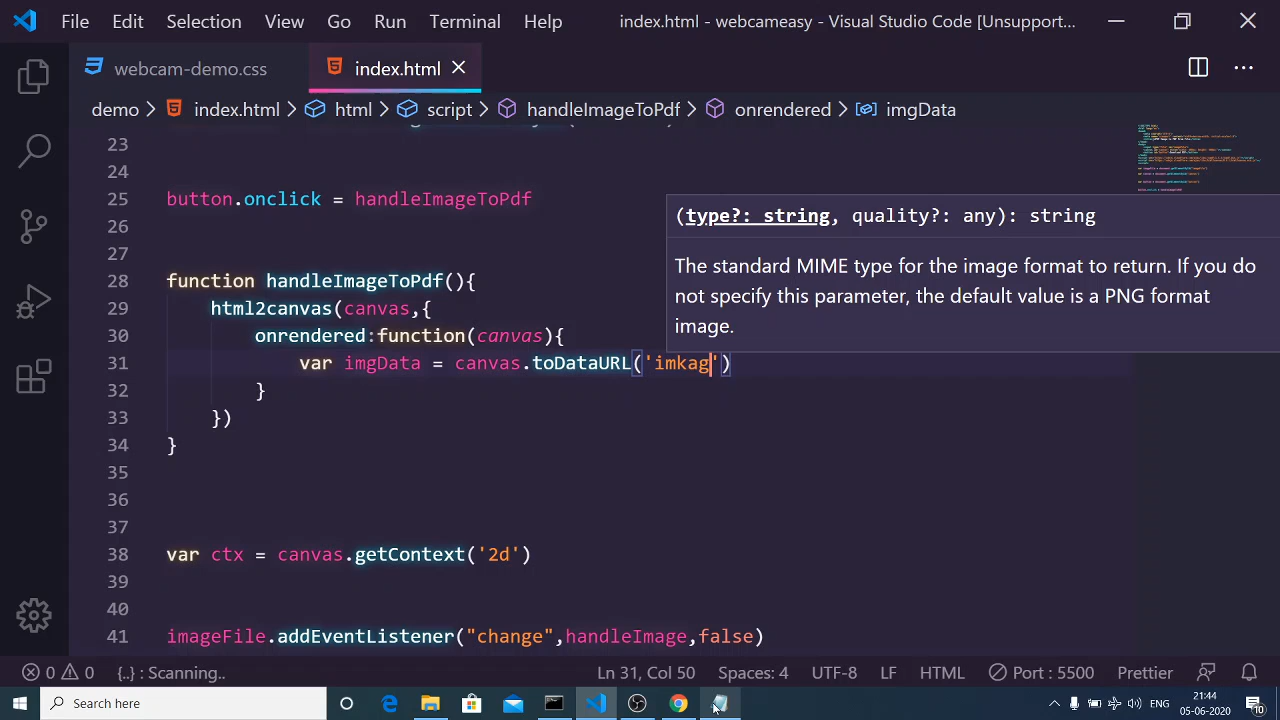 File Edit Selection View Go Run Terminal Help index.html - webcameasy - Visual Studio Code [Unsupport...
webcam-demo.css index.html
demo > index.html > html > script > handleImageToPdf > onrendered > imgData
23
24
25 button.onclick = handleImageToPdf
26
(type?: string, quality?: any): string
The standard MIME type for the image format to return. If you do
not specify this parameter, the default value is a PNG format
image.
27
28 function handleImageToPdf(){
29 html2canvas(canvas,{
30 onrendered:function(canvas){
31 var imgData = canvas.toDataURL('imkag')
32 }
33 })
34 }
35
36
37
38 var ctx = canvas.getContext('2d')
39
40
41 imageFile.addEventListener("change",handleImage,false)
0 0 {..} : Scanning.. Ln 31, Col 50 Spaces: 4 UTF-8 LF HTML Port : 5500 Prettier
Search here ENG 21:44
05-06-2020 10